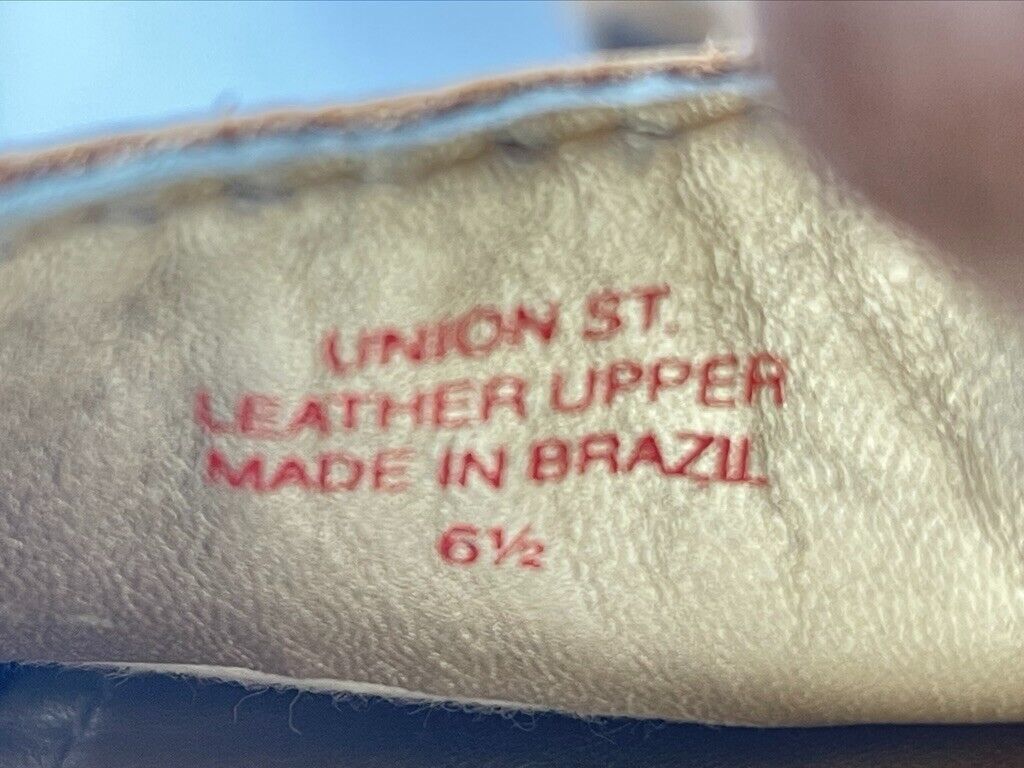 UNION ST.
LEATHER UPPER
MADE IN BRAZIL
6½